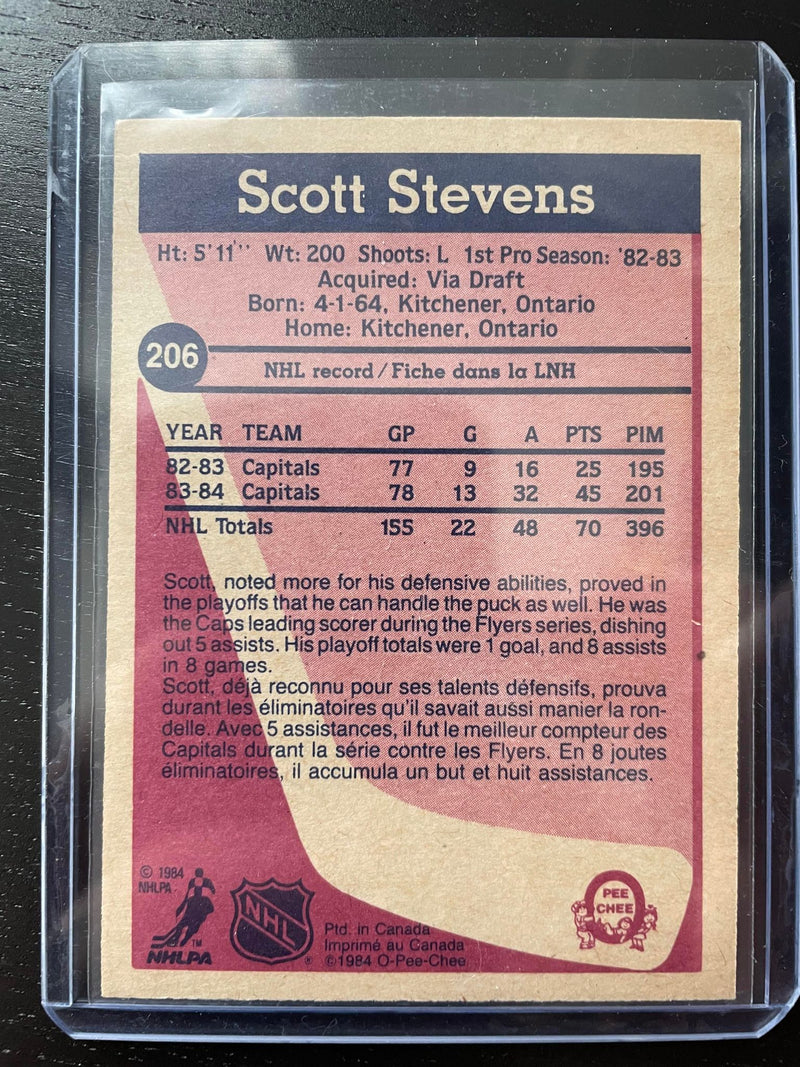 Scott Stevens
Ht: 5'11'' Wt: 200 Shoots: L 1st Pro Season: '82-83
Acquired: Via Draft
Born: 4-1-64, Kitchener, Ontario
Home: Kitchener, Ontario
206
NHL record/Fiche dans la LNH
YEAR TEAM GP G A PTS PIM
82-83 Capitals 77 9 16 25 195
83-84 Capitals 78 13 32 45 201
NHL Totals 155 22 48 70 396
Scott, noted more for his defensive abilities, proved in
the playoffs that he can handle the puck as well. He was
the Caps leading scorer during the Flyers series, dishing
out 5 assists. His playoff totals were 1 goal, and 8 assists
in 8 games.
Scott, déjà reconnu pour ses talents défensifs, prouva
durant les éliminatoires qu'il savait aussi manier la ron-
delle. Avec 5 assistances, il fut le meilleur compteur des
Capitals durant la série contre les Flyers. En 8 joutes
éliminatoires, il accumula un but et huit assistances.
© 1984
NHLPA
TM
NHLPA
NHL
®
Ptd. in Canada
Imprimé au Canada
©1984 O-Pee-Chee
PEE
CHEE